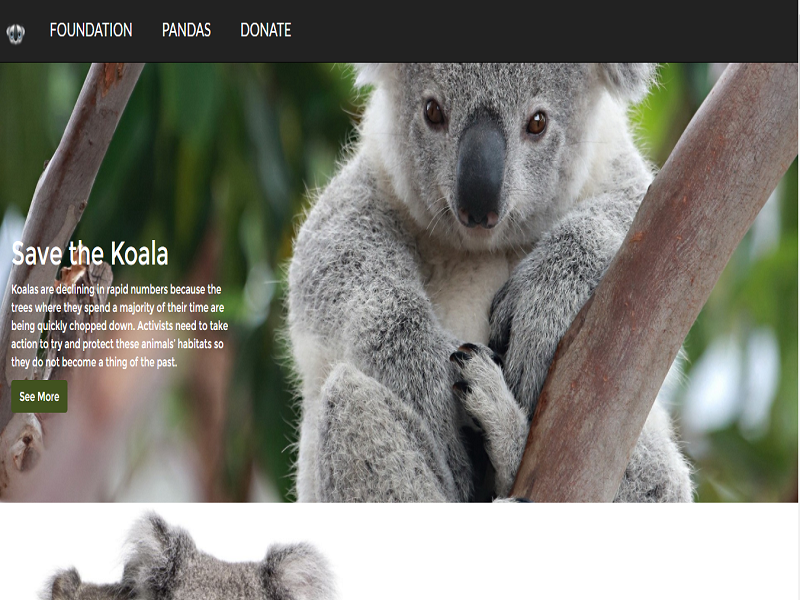 FOUNDATION PANDAS DONATE
Save the Koala
Koalas are declining in rapid numbers because the
trees where they spend a majority of their time are
being quickly chopped down. Activists need to take
action to try and protect these animals' habitats so
they do not become a thing of the past.
See More